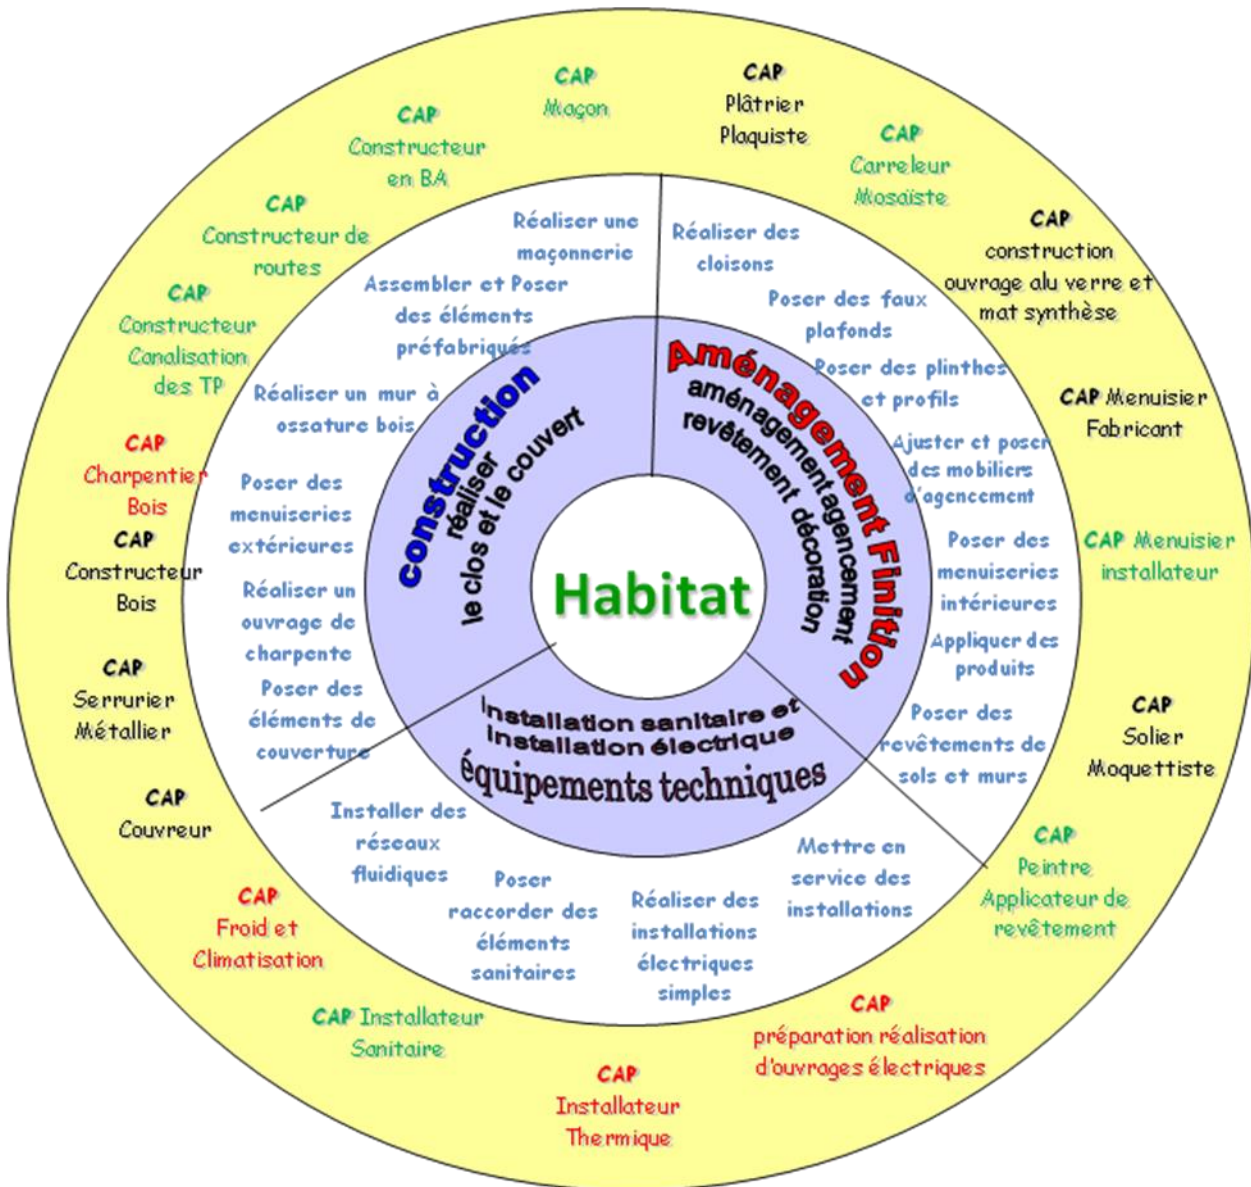 CAP
Maçon
CAP
Constructeur
en BA
CAP
Constructeur de
routes
CAP
Constructeur
Canalisation
des TP
CAP
Charpentier
Bois
CAP
Constructeur
Bois
CAP
Serrurier
Métallier
CAP
Couvreur
CAP
Froid et
Climatisation
CAP Installateur
Sanitaire
CAP
Installateur
Thermique
CAP
préparation réalisation
d'ouvrages électriques
CAP
Peintre
Applicateur de
revêtement
CAP
Solier
Moquettiste
CAP Menuisier
installateur
CAP Menuisier
Fabricant
CAP
construction
ouvrage alu verre et
mat synthèse
CAP
Carreleur
Mosaïste
CAP
Plâtrier
Plaquiste
Réaliser une
maçonnerie
Assembler et Poser
des éléments
préfabriqués
Réaliser un mur à
ossature bois
Poser des
menuiseries
extérieures
Réaliser un
ouvrage de
charpente
Poser des
éléments de
couverture
Réaliser des
cloisons
Poser des faux
plafonds
Poser des plinthes
et profils
Ajuster et poser
des mobiliers
d'agencement
Poser des
menuiseries
intérieures
Appliquer des
produits
Poser des
revêtements de
sols et murs
Installer des
réseaux
fluidiques
Poser
raccorder des
éléments
sanitaires
Réaliser des
installations
électriques
simples
Mettre en
service des
installations
construction
réaliser
le clos et le couvert
Aménagement Finition
aménagement agencement
revêtement décoration
Installation sanitaire et
installation électrique
équipements techniques
Habitat